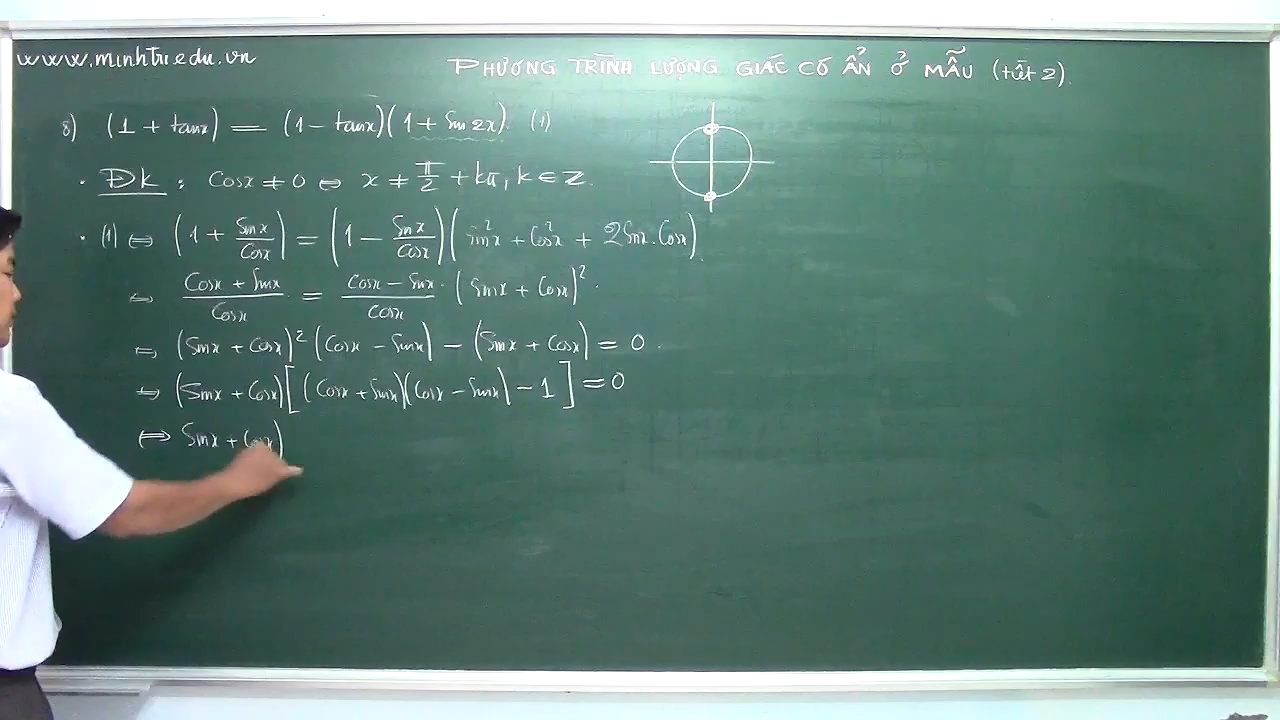 www.minhtriedu.vn
PHƯƠNG TRÌNH LƯỢNG GIÁC CÓ ẨN Ở MẪU (tiết 2).
8) (1 + tanx) = (1 - tanx)(1 + sin2x). (1)
• ĐK : Cosx ≠ 0 ⇔ x ≠ π/2 + kπ, k ∈ Z.
• (1) ⇔ (1 + sinx/cosx) = (1 - sinx/cosx)(sin²x + cos²x + 2sinx.cosx).
⇔ (cosx + sinx)/cosx = (cosx - sinx)/cosx . (sinx + cosx)².
⇔ (sinx + cosx)² (cosx - sinx) - (sinx + cosx) = 0.
⇔ (sinx + cosx)[(cosx + sinx)(cosx - sinx) - 1] = 0
⇔ sinx + cosx)